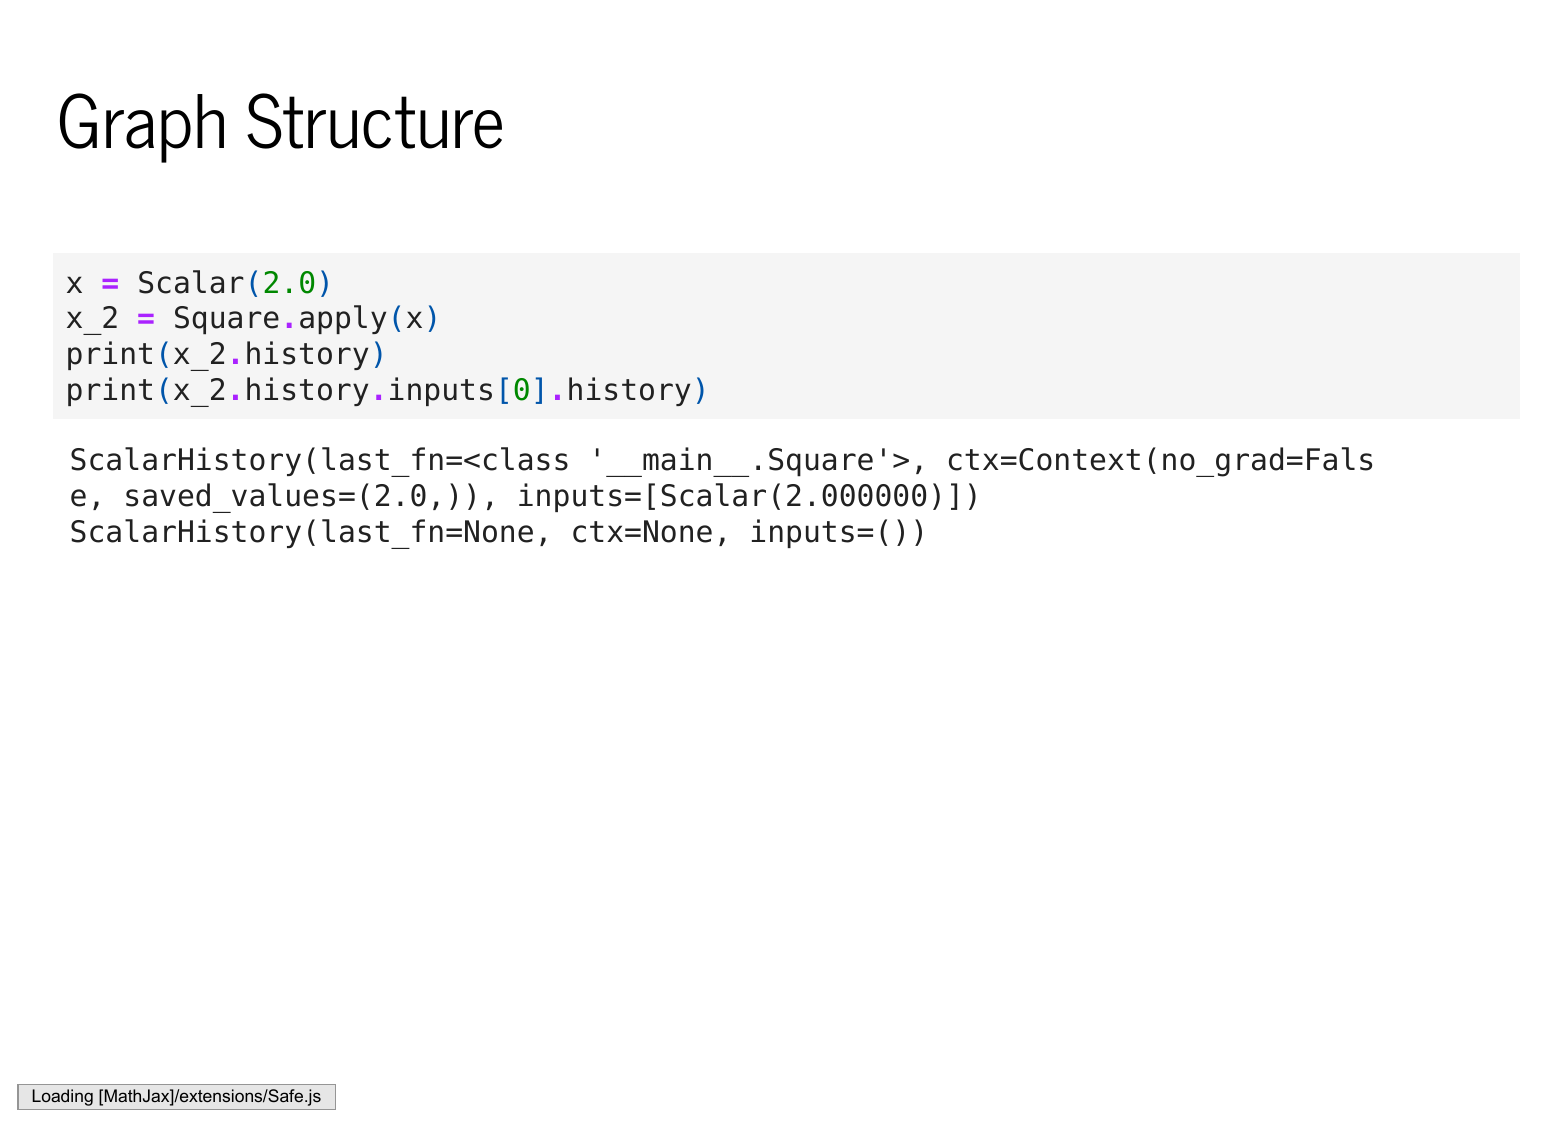 Graph Structure
x = Scalar(2.0)
x_2 = Square.apply(x)
print(x_2.history)
print(x_2.history.inputs[0].history)
ScalarHistory(last_fn=<class '__main__.Square'>, ctx=Context(no_grad=Fals
e, saved_values=(2.0,)), inputs=[Scalar(2.000000)])
ScalarHistory(last_fn=None, ctx=None, inputs=())
Loading [MathJax]/extensions/Safe.js